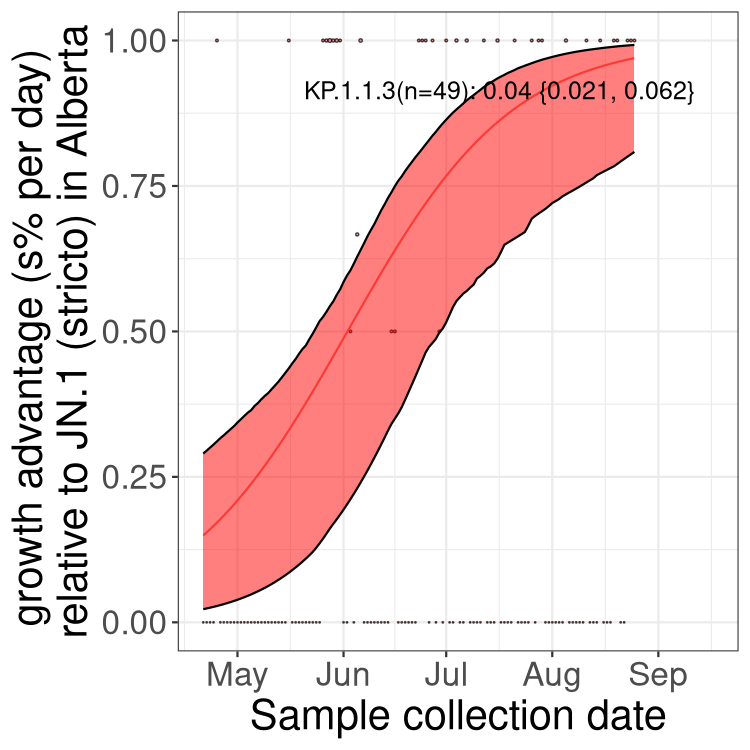 growth advantage (s% per day)
relative to JN.1 (stricto) in Alberta
1.00
0.75
0.50
0.25
0.00
KP.1.1.3(n=49): 0.04 {0.021, 0.062}
May Jun Jul Aug Sep
Sample collection date